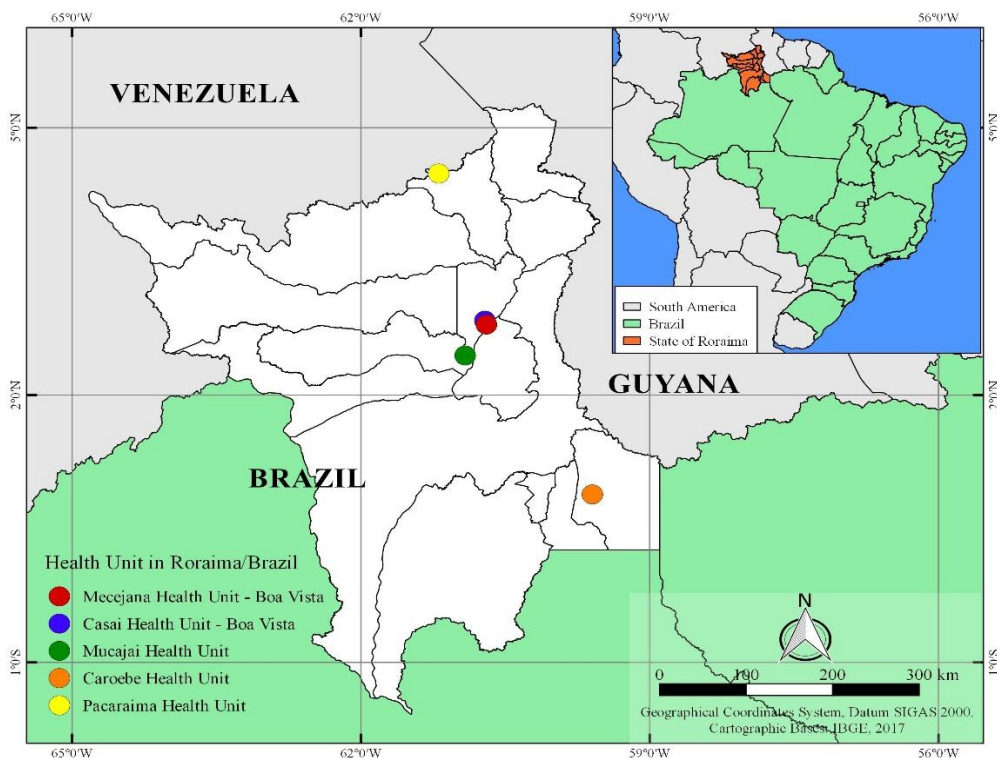 65°0'W 62°0'W 59°0'W 56°0'W
VENEZUELA
5°0'N 5°0'N
South America
Brazil
State of Roraima
GUYANA
2°0'N 2°0'N
BRAZIL
Health Unit in Roraima/Brazil
Mecejana Health Unit - Boa Vista
Casai Health Unit - Boa Vista
Mucajai Health Unit
Caroebe Health Unit
Pacaraima Health Unit
N
1°0'S 1°0'S
0 100 200 300 km
Geographical Coordinates System, Datum SIGAS 2000.
Cartographic Bases: IBGE, 2017
65°0'W 62°0'W 59°0'W 56°0'W